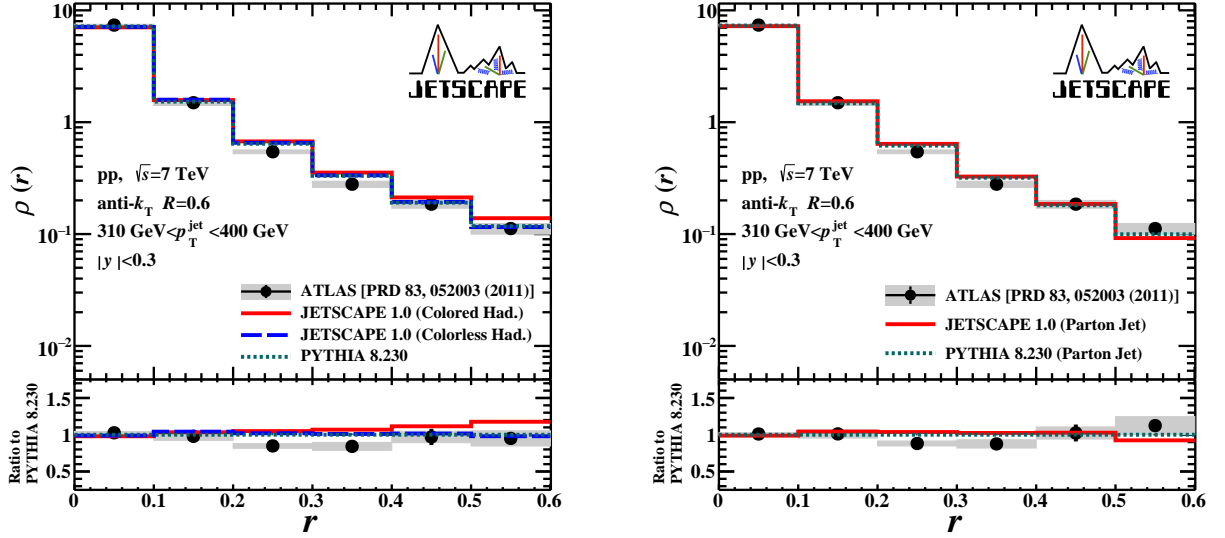 10
1
10⁻¹
10⁻²
ρ (r)
JETSCAPE
pp, √s=7 TeV
anti-k_T R=0.6
310 GeV<p_T^jet <400 GeV
|y|<0.3
ATLAS [PRD 83, 052003 (2011)]
JETSCAPE 1.0 (Colored Had.)
JETSCAPE 1.0 (Colorless Had.)
PYTHIA 8.230
Ratio to
PYTHIA 8.230
1.5
1
0.5
0 0.1 0.2 0.3 0.4 0.5 0.6
r
10
1
10⁻¹
10⁻²
ρ (r)
JETSCAPE
pp, √s=7 TeV
anti-k_T R=0.6
310 GeV<p_T^jet <400 GeV
|y|<0.3
ATLAS [PRD 83, 052003 (2011)]
JETSCAPE 1.0 (Parton Jet)
PYTHIA 8.230 (Parton Jet)
Ratio to
PYTHIA 8.230
1.5
1
0.5
0 0.1 0.2 0.3 0.4 0.5 0.6
r